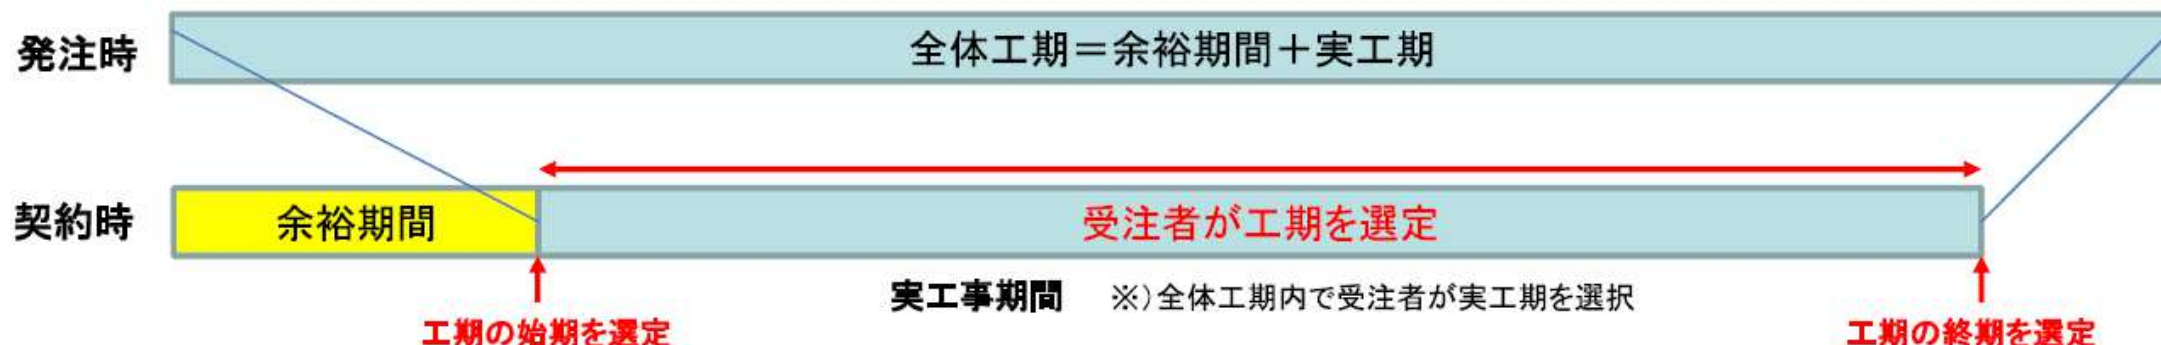 発注時
全体工期＝余裕期間＋実工期
契約時
余裕期間
受注者が工期を選定
実工事期間 ※）全体工期内で受注者が実工期を選択
工期の始期を選定
工期の終期を選定